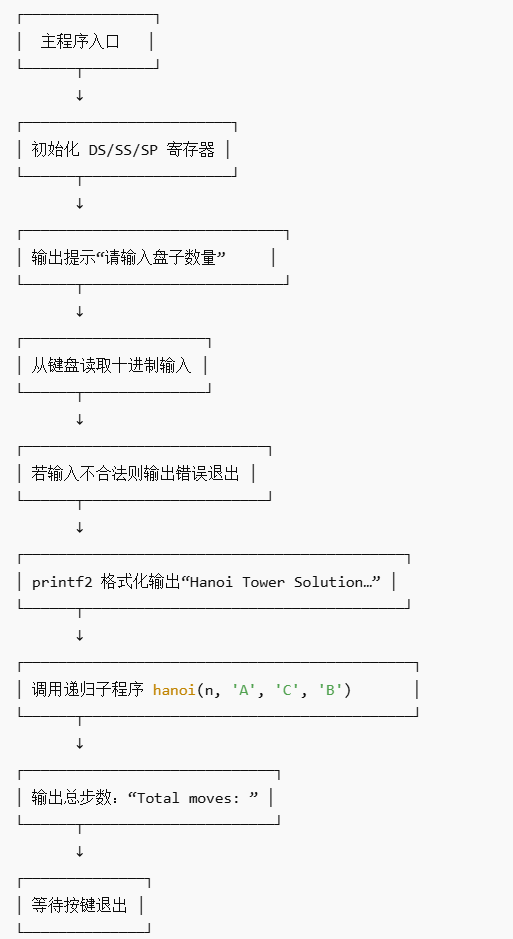 主程序入口
↓
初始化 DS/SS/SP 寄存器
↓
输出提示“请输入盘子数量”
↓
从键盘读取十进制输入
↓
若输入不合法则输出错误退出
↓
printf2 格式化输出“Hanoi Tower Solution…”
↓
调用递归子程序 hanoi(n, 'A', 'C', 'B')
↓
输出总步数：“Total moves: ”
↓
等待按键退出